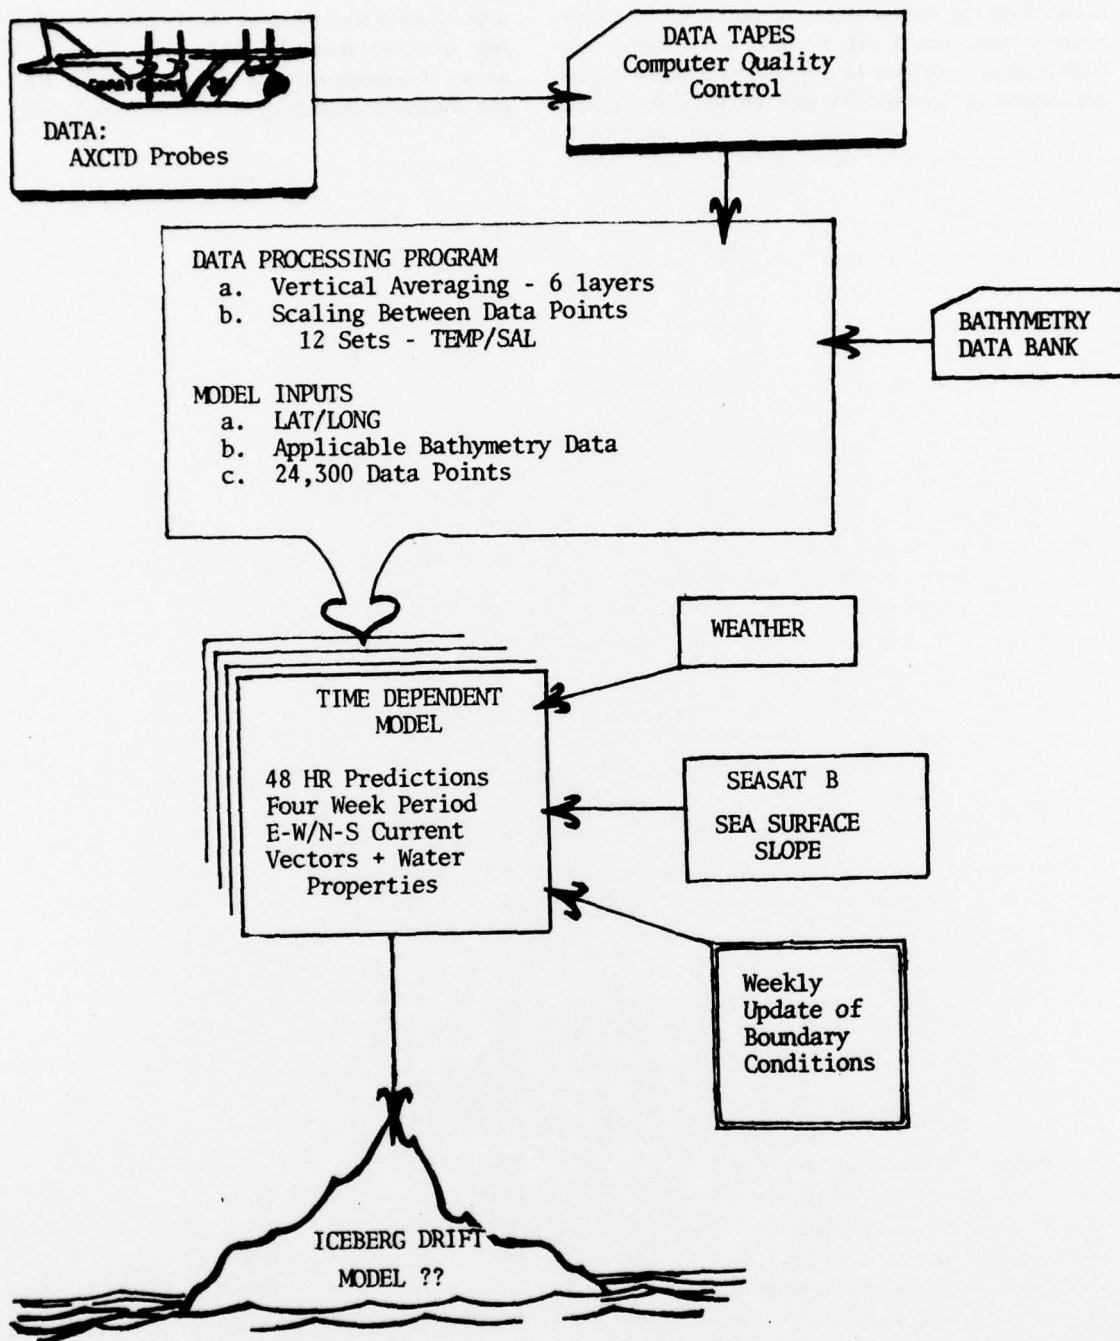 DATA:
AXCTD Probes
DATA TAPES
Computer Quality
Control
DATA PROCESSING PROGRAM
a. Vertical Averaging - 6 layers
b. Scaling Between Data Points
12 Sets - TEMP/SAL
MODEL INPUTS
a. LAT/LONG
b. Applicable Bathymetry Data
c. 24,300 Data Points
BATHYMETRY
DATA BANK
WEATHER
TIME DEPENDENT
MODEL
48 HR Predictions
Four Week Period
E-W/N-S Current
Vectors + Water
Properties
SEASAT B
SEA SURFACE
SLOPE
Weekly
Update of
Boundary
Conditions
ICEBERG DRIFT
MODEL ??